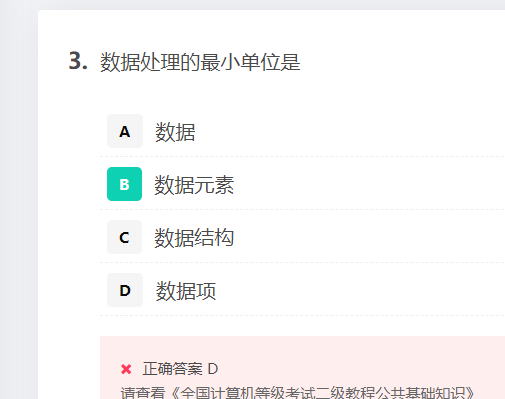 3. 数据处理的最小单位是
A 数据
B 数据元素
C 数据结构
D 数据项
✖ 正确答案 D
请查看《全国计算机等级考试二级教程公共基础知识》